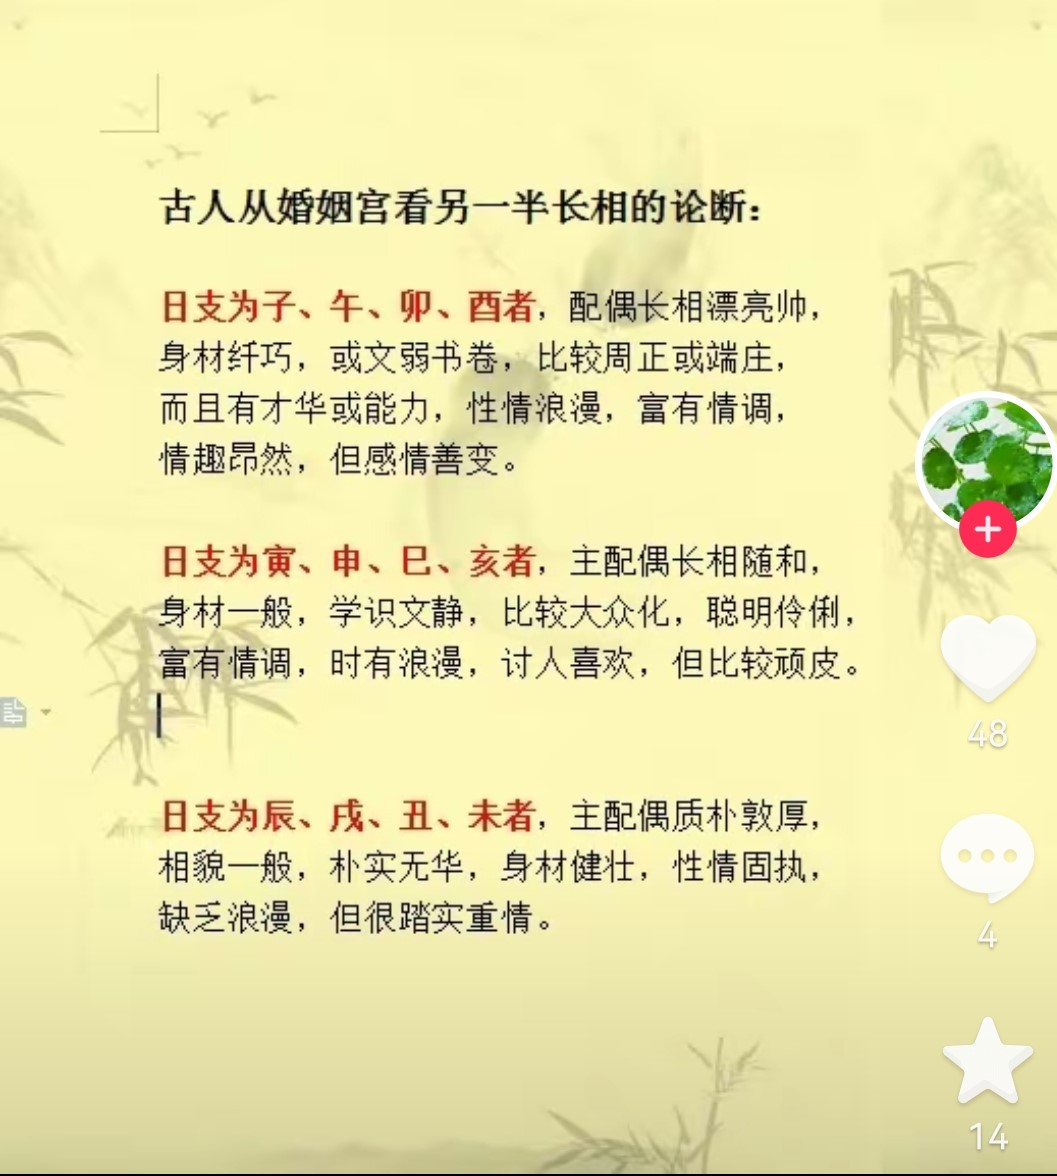 古人从婚姻宫看另一半长相的论断：
日支为子、午、卯、酉者，配偶长相漂亮帅，
身材纤巧，或文弱书卷，比较周正或端庄，
而且有才华或能力，性情浪漫，富有情调，
情趣昂然，但感情善变。
日支为寅、申、巳、亥者，主配偶长相随和，
身材一般，学识文静，比较大众化，聪明伶俐，
富有情调，时有浪漫，讨人喜欢，但比较顽皮。
日支为辰、戌、丑、未者，主配偶质朴敦厚，
相貌一般，朴实无华，身材健壮，性情固执，
缺乏浪漫，但很踏实重情。
48
4
14